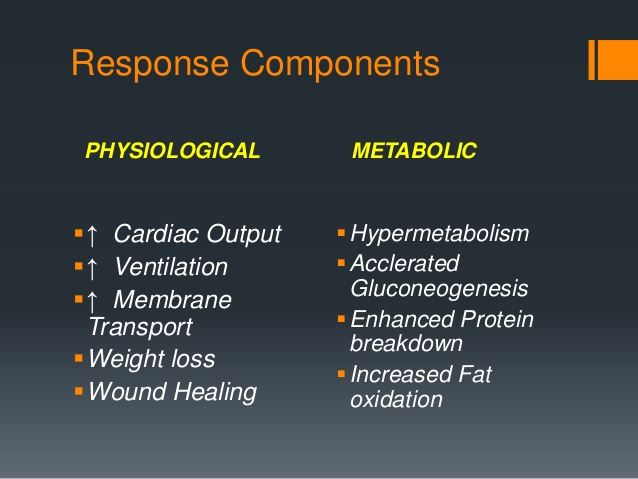 Response Components
PHYSIOLOGICAL
▪↑ Cardiac Output
▪↑ Ventilation
▪↑ Membrane
Transport
▪Weight loss
▪Wound Healing
METABOLIC
▪Hypermetabolism
▪Acclerated
Gluconeogenesis
▪Enhanced Protein
breakdown
▪Increased Fat
oxidation